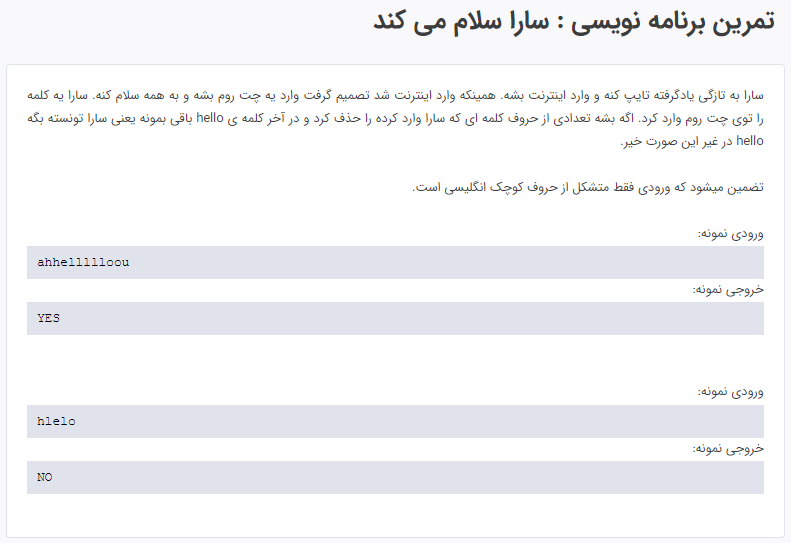 تمرین برنامه نویسی : سارا سلام می کند
سارا به تازگی یادگرفته تایپ کنه و وارد اینترنت بشه. همینکه وارد اینترنت شد تصمیم گرفت وارد یه چت روم بشه و به همه سلام کنه. سارا یه کلمه
را توی چت روم وارد کرد. اگه بشه تعدادی از حروف کلمه ای که سارا وارد کرده را حذف کرد و در آخر کلمه ی hello باقی بمونه یعنی سارا تونسته بگه
hello در غیر این صورت خیر.
تضمین میشود که ورودی فقط متشکل از حروف کوچک انگلیسی است.
ورودی نمونه:
ahhellllloou
خروجی نمونه:
YES
ورودی نمونه:
hlelo
خروجی نمونه:
NO